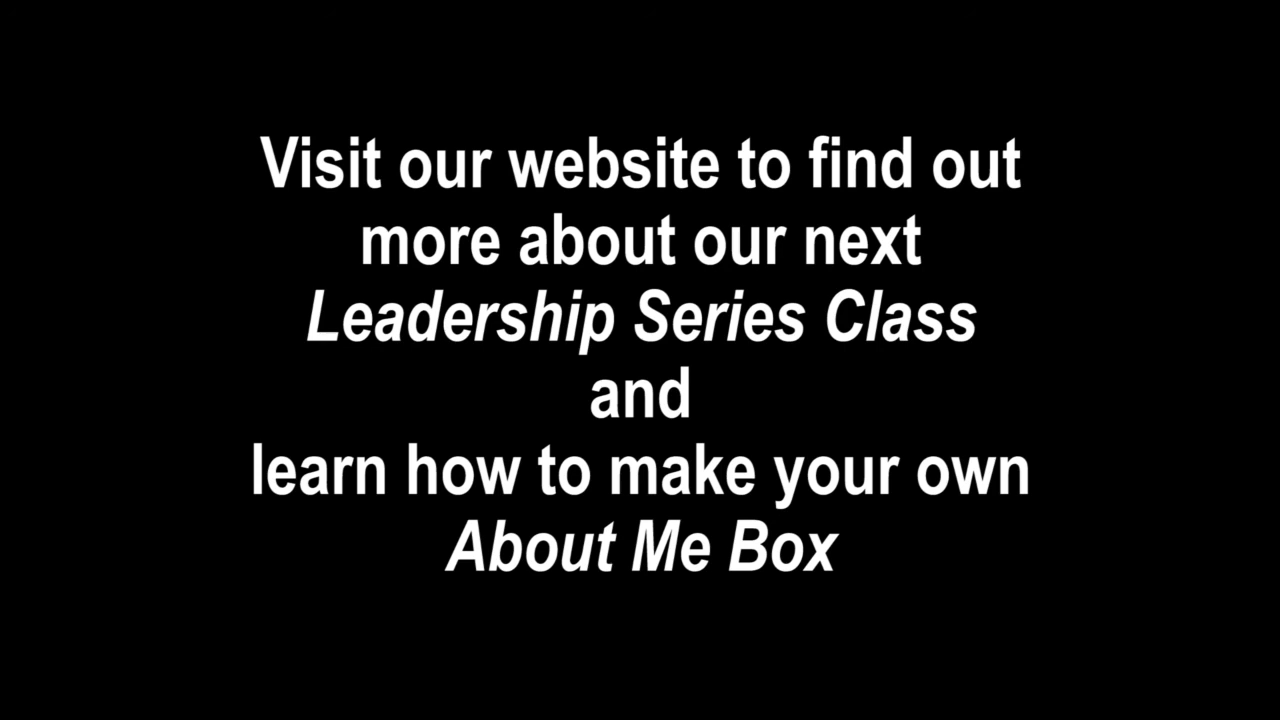 Visit our website to find out
more about our next
Leadership Series Class
and
learn how to make your own
About Me Box